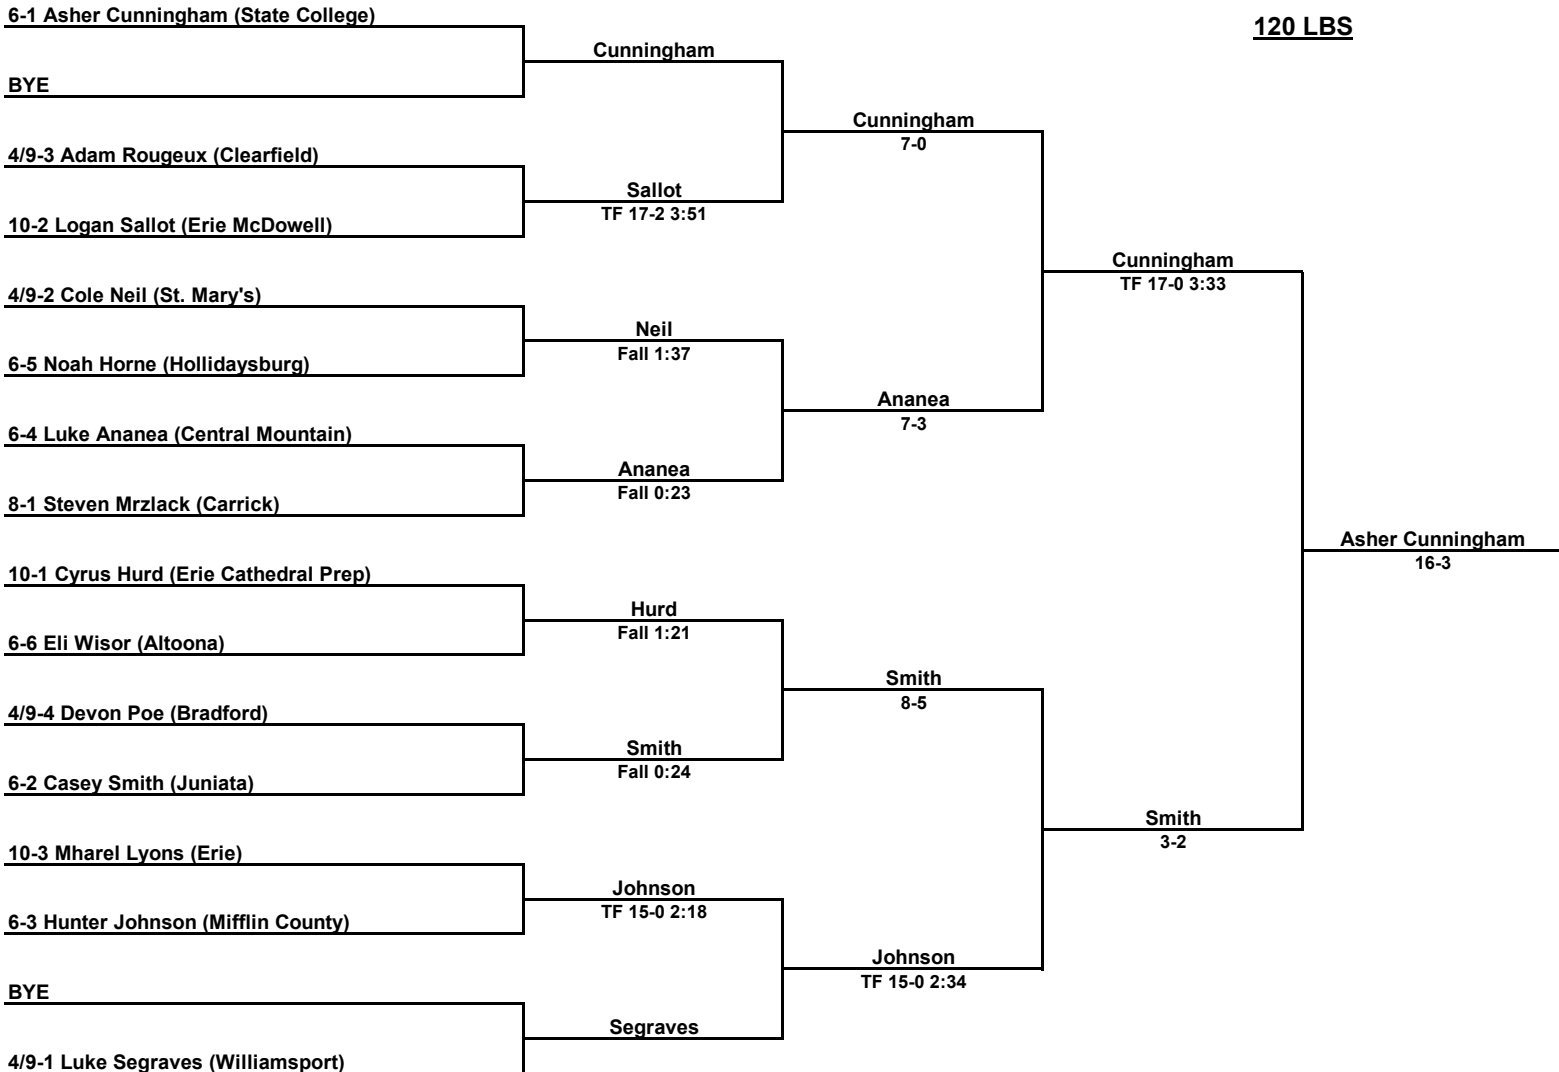 6-1 Asher Cunningham (State College)
120 LBS
Cunningham
BYE
Cunningham
7-0
4/9-3 Adam Rougeux (Clearfield)
Sallot
TF 17-2 3:51
10-2 Logan Sallot (Erie McDowell)
Cunningham
TF 17-0 3:33
4/9-2 Cole Neil (St. Mary's)
Neil
Fall 1:37
6-5 Noah Horne (Hollidaysburg)
Ananea
7-3
6-4 Luke Ananea (Central Mountain)
Ananea
Fall 0:23
8-1 Steven Mrzlack (Carrick)
Asher Cunningham
16-3
10-1 Cyrus Hurd (Erie Cathedral Prep)
Hurd
Fall 1:21
6-6 Eli Wisor (Altoona)
Smith
8-5
4/9-4 Devon Poe (Bradford)
Smith
Fall 0:24
6-2 Casey Smith (Juniata)
Smith
3-2
10-3 Mharel Lyons (Erie)
Johnson
TF 15-0 2:18
6-3 Hunter Johnson (Mifflin County)
Johnson
TF 15-0 2:34
BYE
Segraves
4/9-1 Luke Segraves (Williamsport)